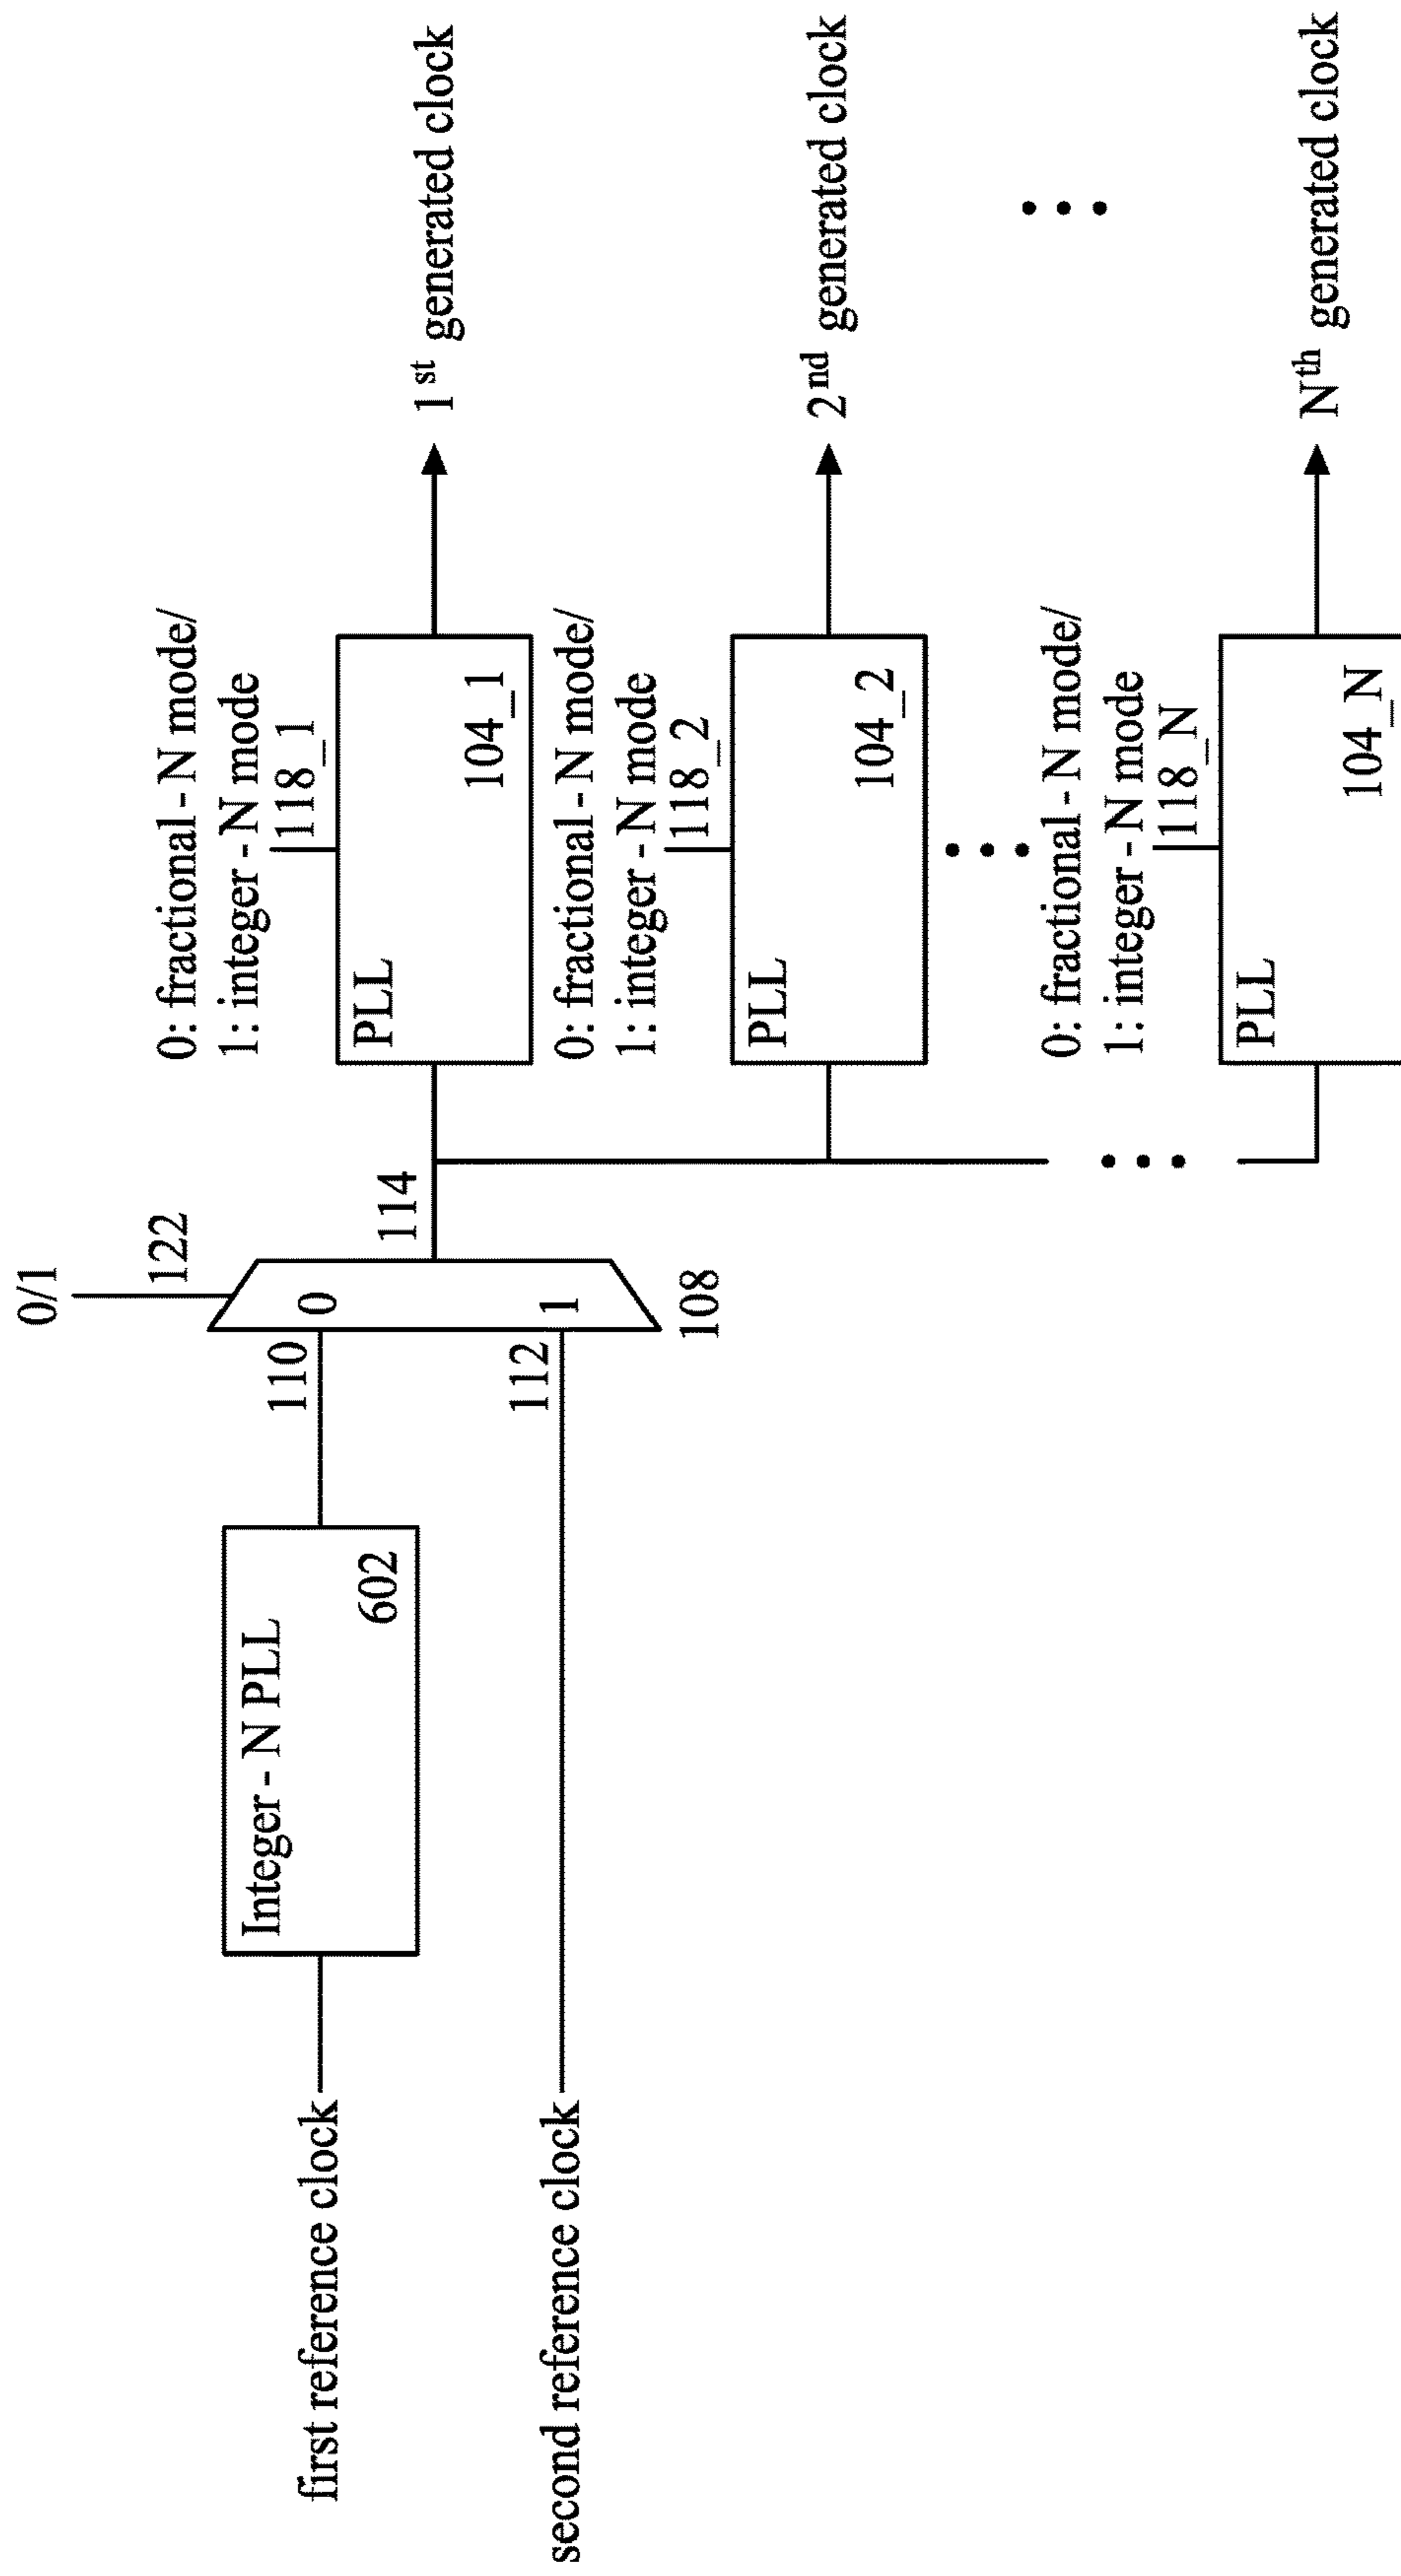 first reference clock
second reference clock
Integer - N PLL
602
110
112
0/1
122
0
1
108
114
0: fractional - N mode/
1: integer - N mode
118_1
PLL
104_1
1st generated clock
0: fractional - N mode/
1: integer - N mode
118_2
PLL
104_2
2nd generated clock
0: fractional - N mode/
1: integer - N mode
118_N
PLL
104_N
Nth generated clock